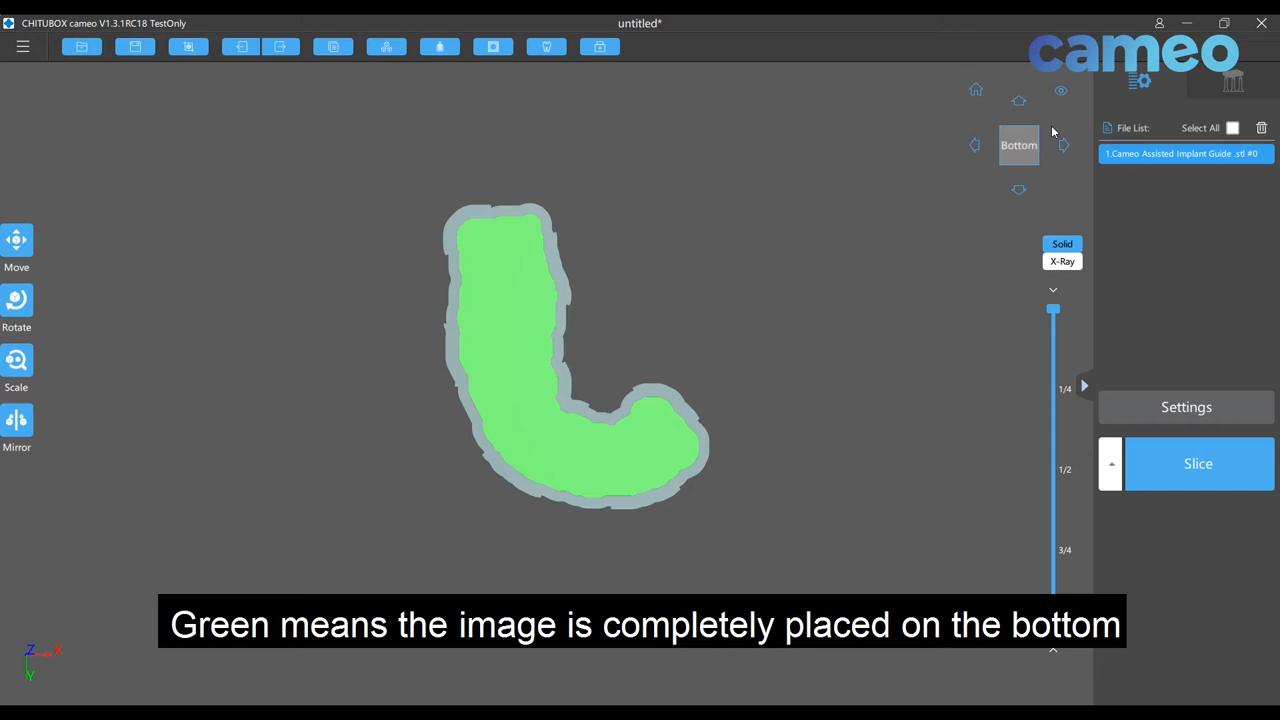 CHITUBOX cameo V1.3.1RC18 TestOnly
untitled*
cameo
File List:
Select All
1.Cameo Assisted Implant Guide .stl #0
Bottom
Solid
X-Ray
Move
Rotate
Scale
Mirror
1/4
1/2
3/4
Settings
Slice
Green means the image is completely placed on the bottom
Z
X
Y